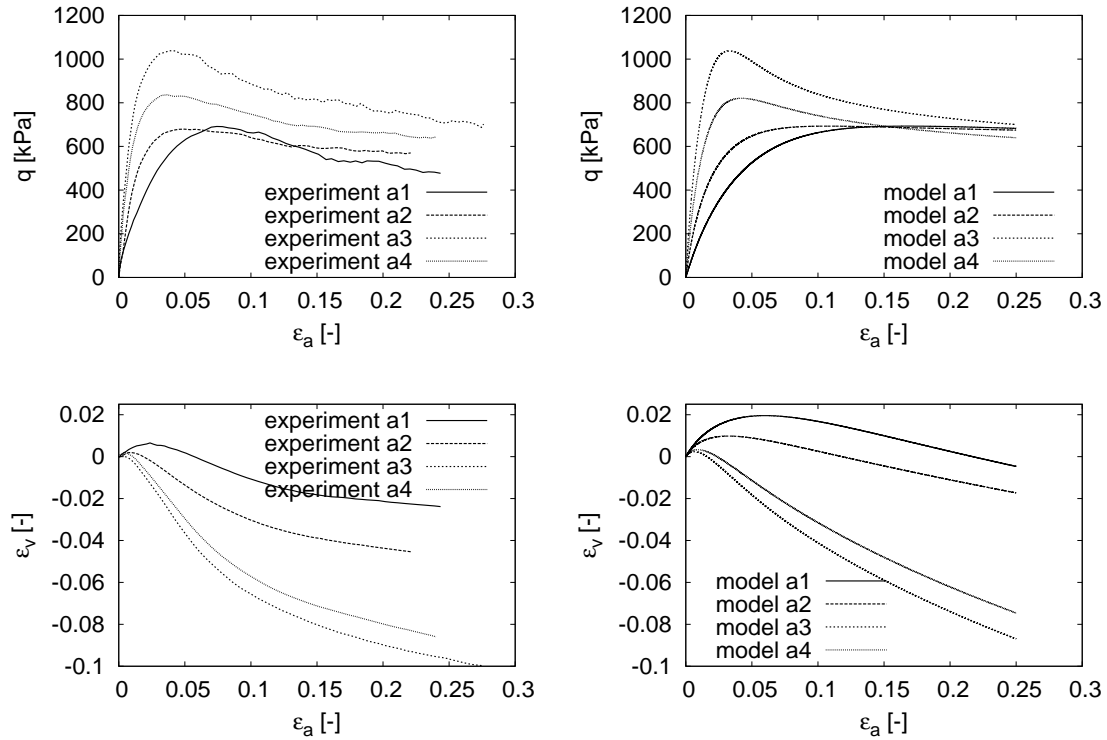 1200
1000
800
600
400
200
0
q [kPa]
experiment a1
experiment a2
experiment a3
experiment a4
0 0.05 0.1 0.15 0.2 0.25 0.3
εa [-]
1200
1000
800
600
400
200
0
q [kPa]
model a1
model a2
model a3
model a4
0 0.05 0.1 0.15 0.2 0.25 0.3
εa [-]
0.02
0
-0.02
-0.04
-0.06
-0.08
-0.1
εv [-]
experiment a1
experiment a2
experiment a3
experiment a4
0 0.05 0.1 0.15 0.2 0.25 0.3
εa [-]
0.02
0
-0.02
-0.04
-0.06
-0.08
-0.1
εv [-]
model a1
model a2
model a3
model a4
0 0.05 0.1 0.15 0.2 0.25 0.3
εa [-]